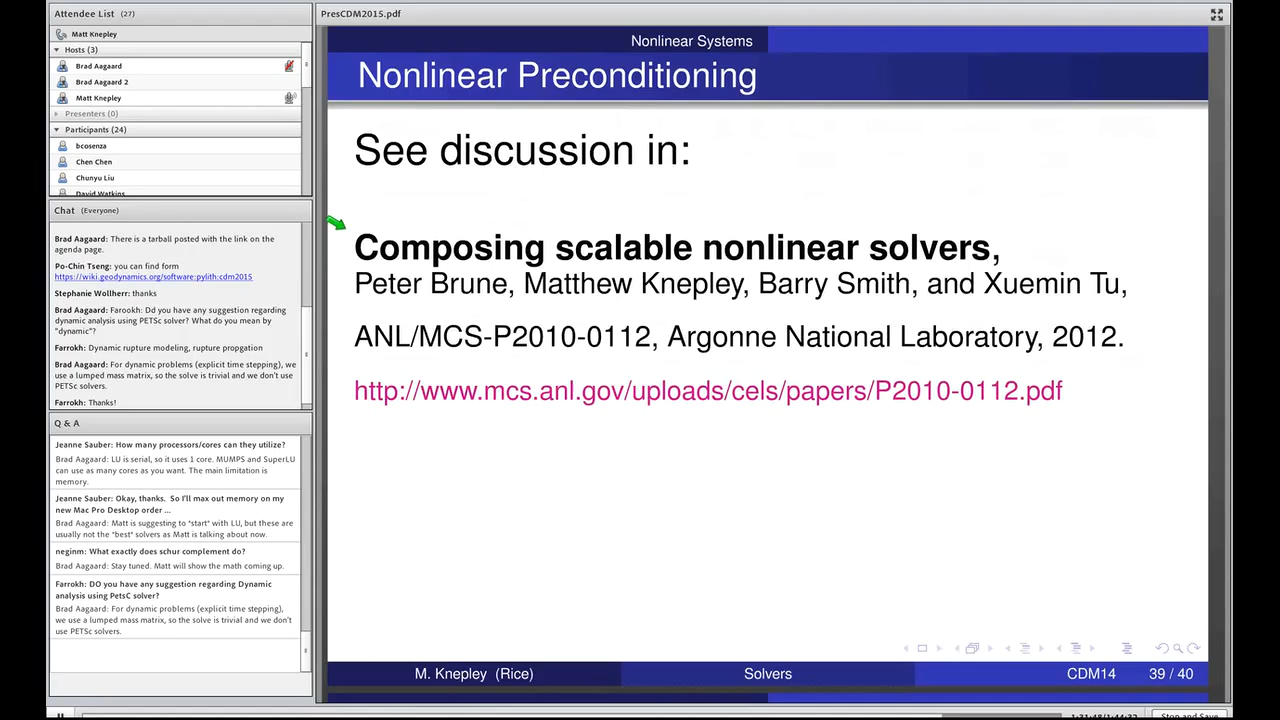 Attendee List (27)
Matt Knepley
Hosts (3)
Brad Aagaard
Brad Aagaard 2
Matt Knepley
Presenters (0)
Participants (24)
bcosenza
Chen Chen
Chunyu Liu
David Watkins
Chat (Everyone)
Brad Aagaard: There is a tarball posted with the link on the
agenda page.
Po-Chin Tseng: you can find form
https://wiki.geodynamics.org/software:pylith:cdm2015
Stephanie Wollherr: thanks
Brad Aagaard: Farookh: Dd you have any suggestion regarding
dynamic analysis using PETSc solver? What do you mean by
"dynamic"?
Farrokh: Dynamic rupture modeling, rupture propgation
Brad Aagaard: For dynamic problems (explicit time stepping), we
use a lumped mass matrix, so the solve is trivial and we don't use
PETSc solvers.
Farrokh: Thanks!
Q & A
Jeanne Sauber: How many processors/cores can they utilize?
Brad Aagaard: LU is serial, so it uses 1 core. MUMPS and SuperLU
can use as many cores as you want. The main limitation is
memory.
Jeanne Sauber: Okay, thanks. So I'll max out memory on my
new Mac Pro Desktop order ...
Brad Aagaard: Matt is suggesting to *start* with LU, but these are
usually not the *best* solvers as Matt is talking about now.
neginm: What exactly does schur complement do?
Brad Aagaard: Stay tuned. Matt will show the math coming up.
Farrokh: DO you have any suggestion regarding Dynamic
analysis using PetsC solver?
Brad Aagaard: For dynamic problems (explicit time stepping),
we use a lumped mass matrix, so the solve is trivial and we don't
use PETSc solvers.
PresCDM2015.pdf
Nonlinear Systems
Nonlinear Preconditioning
See discussion in:
Composing scalable nonlinear solvers,
Peter Brune, Matthew Knepley, Barry Smith, and Xuemin Tu,
ANL/MCS-P2010-0112, Argonne National Laboratory, 2012.
http://www.mcs.anl.gov/uploads/cels/papers/P2010-0112.pdf
M. Knepley (Rice) Solvers CDM14 39 / 40
1:31:48/1:44:32 Stop and Save